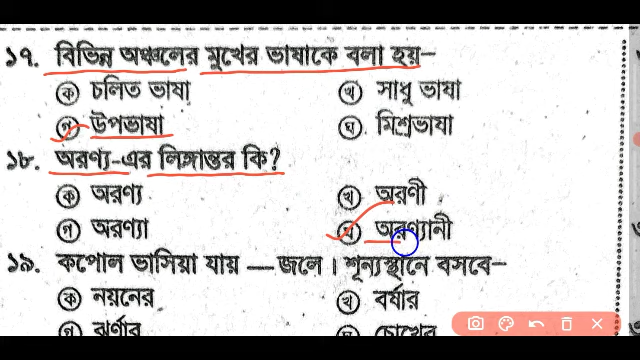 ১৭. বিভিন্ন অঞ্চলের মুখের ভাষাকে বলা হয়–
ক চলিত ভাষা খ সাধু ভাষা
গ উপভাষা ঘ মিশ্রভাষা
১৮. অরণ্য-এর লিঙ্গান্তর কি?
ক অরণ্য খ অরণী
গ অরণ্যা ঘ অরণ্যানী
১৯. কপোল ভাসিয়া যায় — জলে। শূন্যস্থানে বসবে–
ক নয়নের খ বর্ষার
গ ঝর্ণার ঘ চোখের